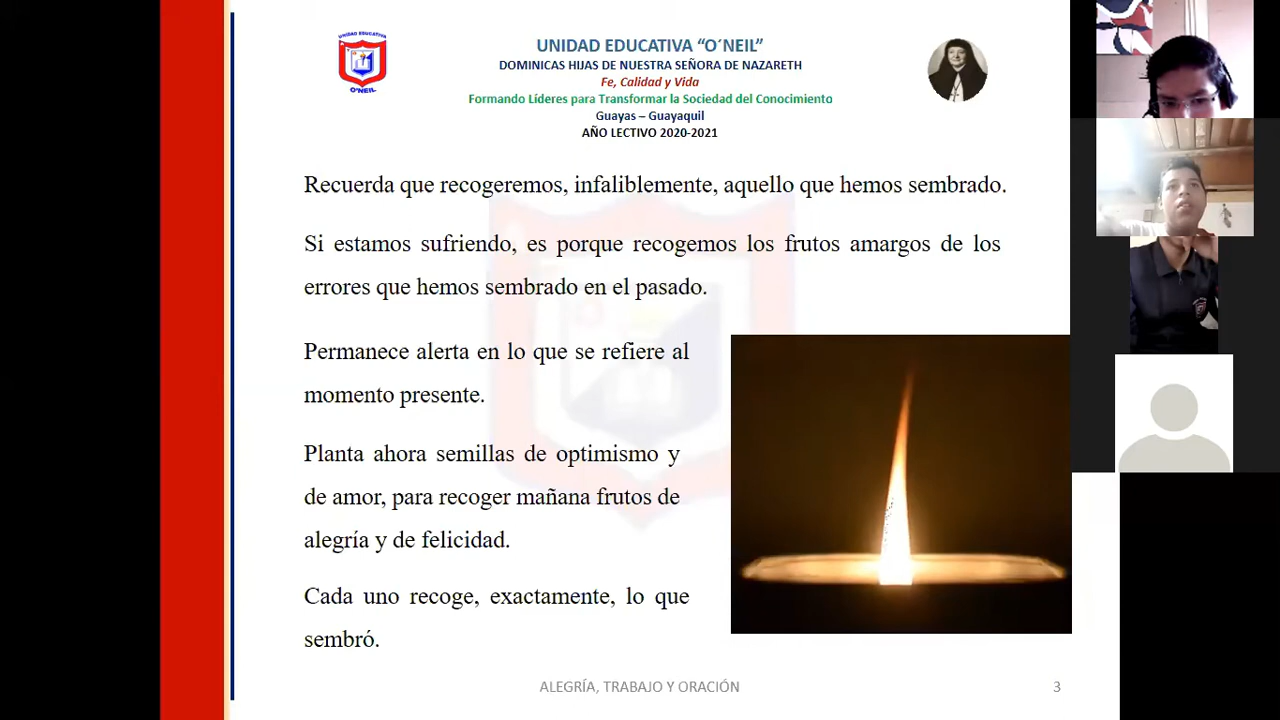 UNIDAD EDUCATIVA
O´NEIL
UNIDAD EDUCATIVA “O´NEIL”
DOMINICAS HIJAS DE NUESTRA SEÑORA DE NAZARETH
Fe, Calidad y Vida
Formando Líderes para Transformar la Sociedad del Conocimiento
Guayas – Guayaquil
AÑO LECTIVO 2020-2021
Recuerda que recogeremos, infaliblemente, aquello que hemos sembrado.
Si estamos sufriendo, es porque recogemos los frutos amargos de los
errores que hemos sembrado en el pasado.
Permanece alerta en lo que se refiere al
momento presente.
Planta ahora semillas de optimismo y
de amor, para recoger mañana frutos de
alegría y de felicidad.
Cada uno recoge, exactamente, lo que
sembró.
ALEGRÍA, TRABAJO Y ORACIÓN
3